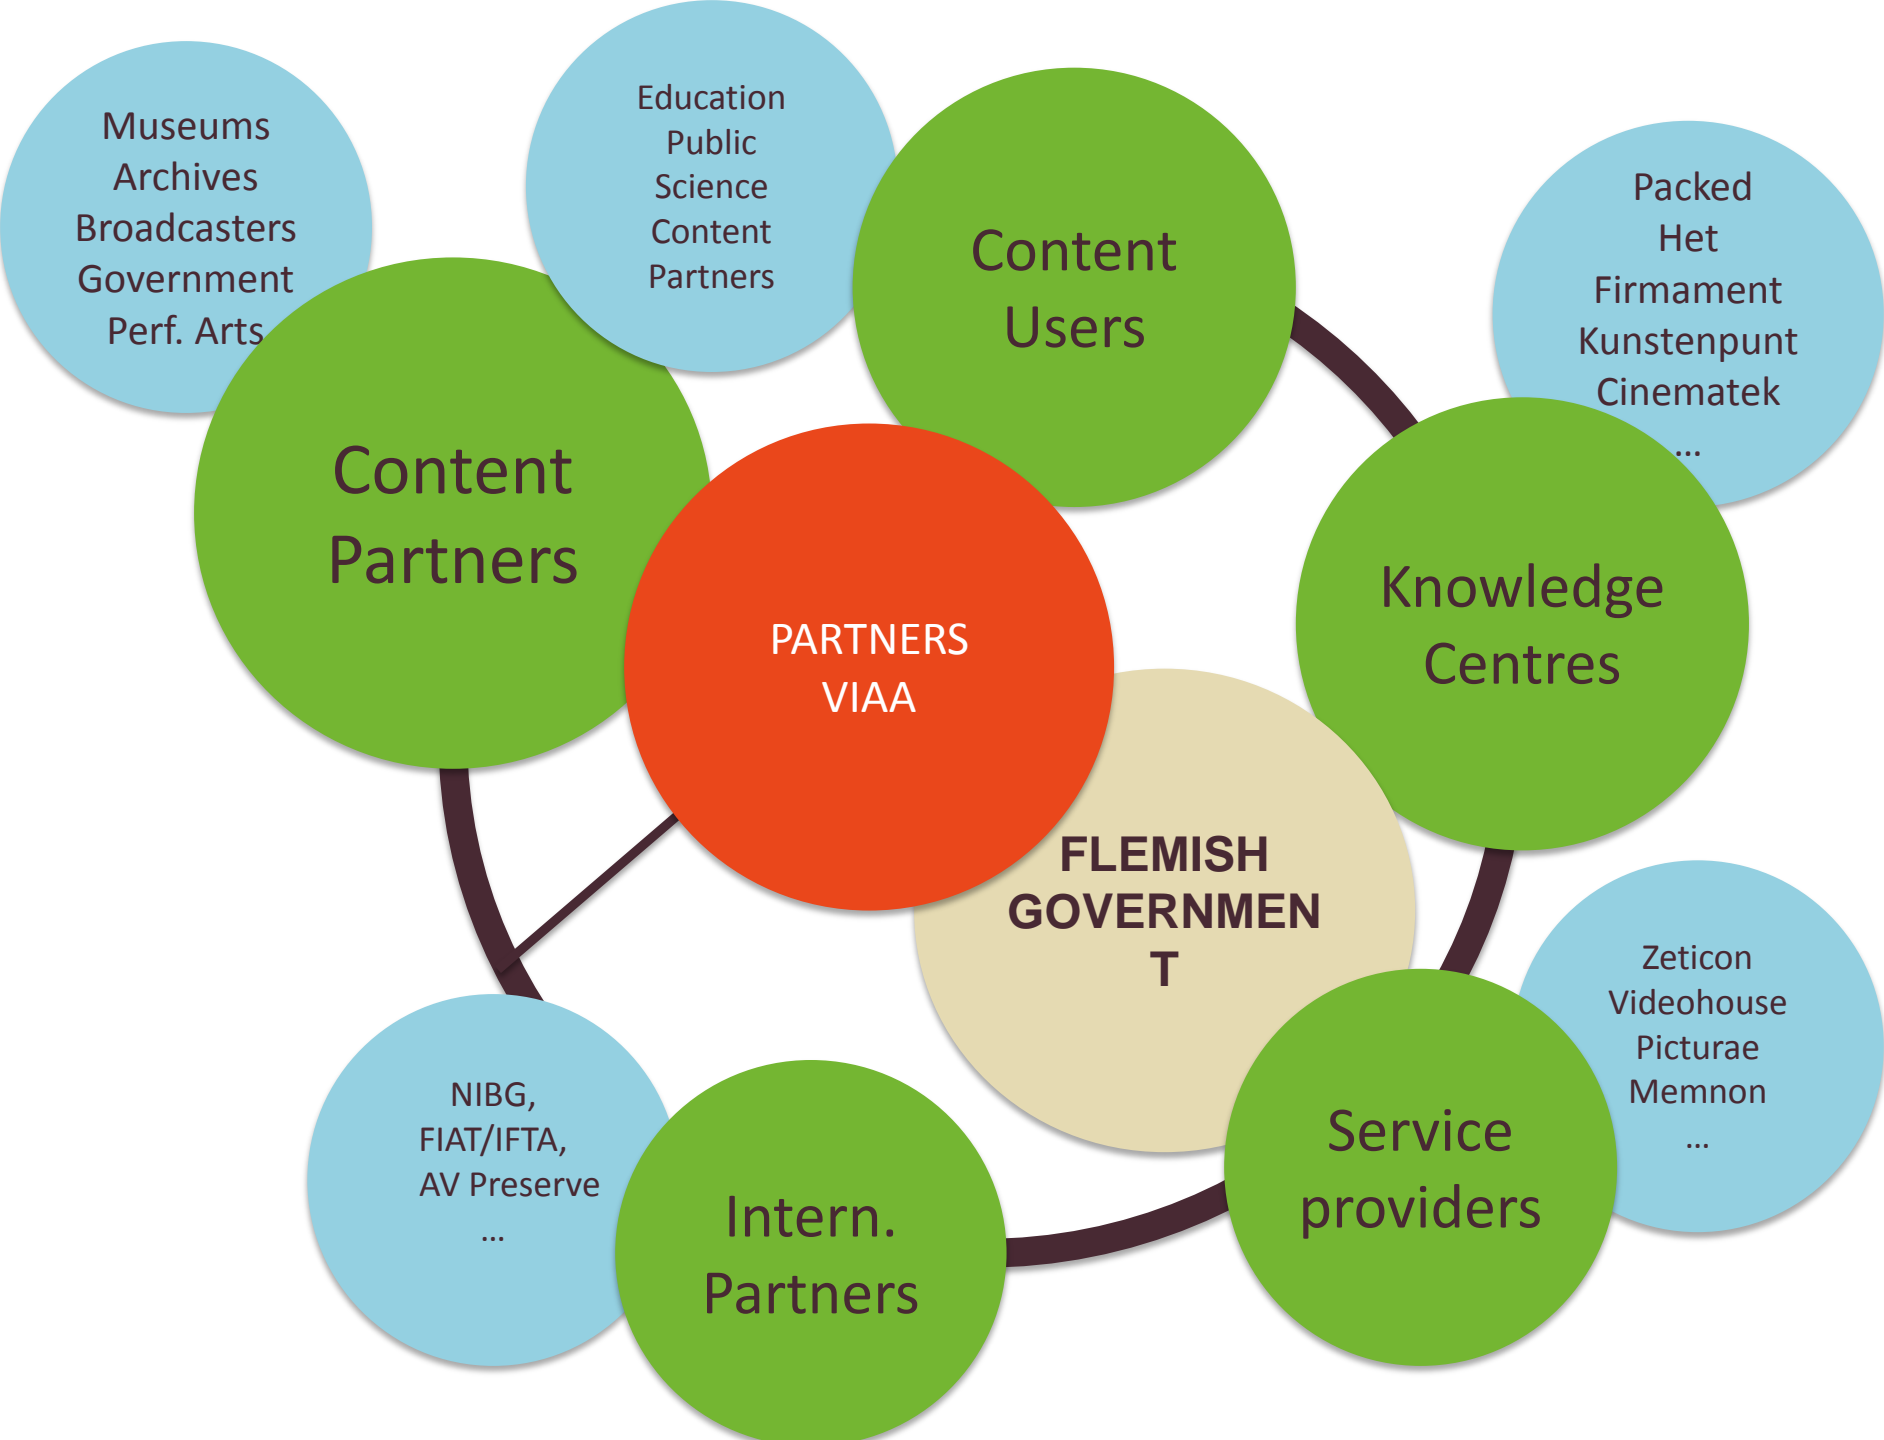 Museums
Archives
Broadcasters
Government
Perf. Arts
Education
Public
Science
Content
Partners
Content
Users
Packed
Het
Firmament
Kunstenpunt
Cinematek
...
Content
Partners
Knowledge
Centres
PARTNERS
VIAA
FLEMISH
GOVERNMEN
T
Zeticon
Videohouse
Picturae
Memnon
...
Service
providers
NIBG,
FIAT/IFTA,
AV Preserve
...
Intern.
Partners